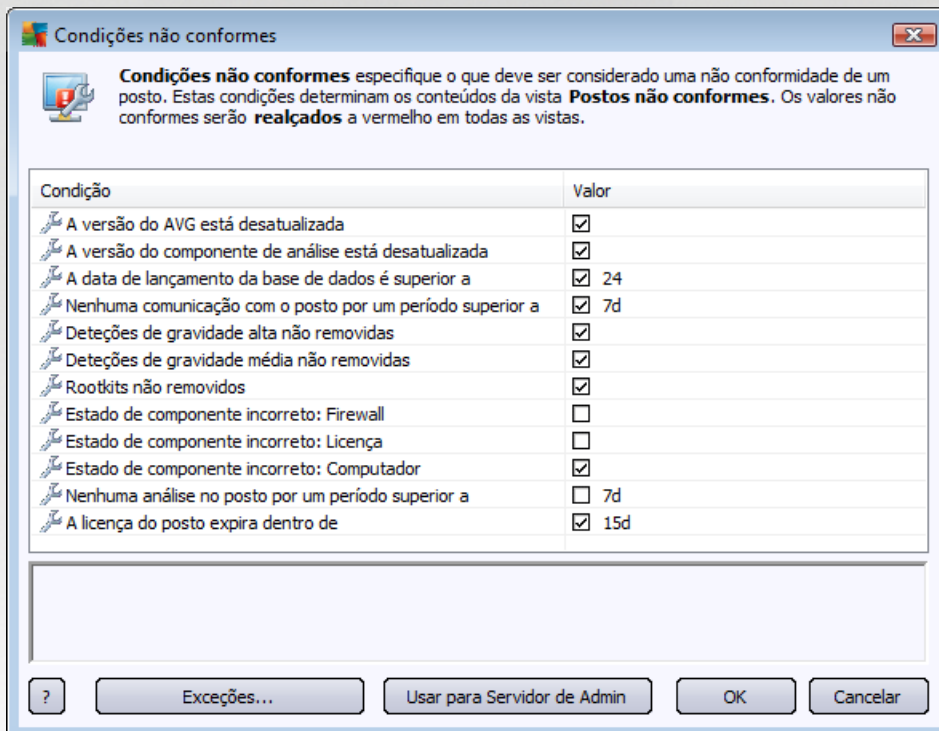 Condições não conformes
Condições não conformes especifique o que deve ser considerado uma não conformidade de um
posto. Estas condições determinam os conteúdos da vista Postos não conformes. Os valores não
conformes serão realçados a vermelho em todas as vistas.
Condição Valor
A versão do AVG está desatualizada
A versão do componente de análise está desatualizada
A data de lançamento da base de dados é superior a 24
Nenhuma comunicação com o posto por um período superior a 7d
Deteções de gravidade alta não removidas
Deteções de gravidade média não removidas
Rootkits não removidos
Estado de componente incorreto: Firewall
Estado de componente incorreto: Licença
Estado de componente incorreto: Computador
Nenhuma análise no posto por um período superior a 7d
A licença do posto expira dentro de 15d
? Exceções... Usar para Servidor de Admin OK Cancelar